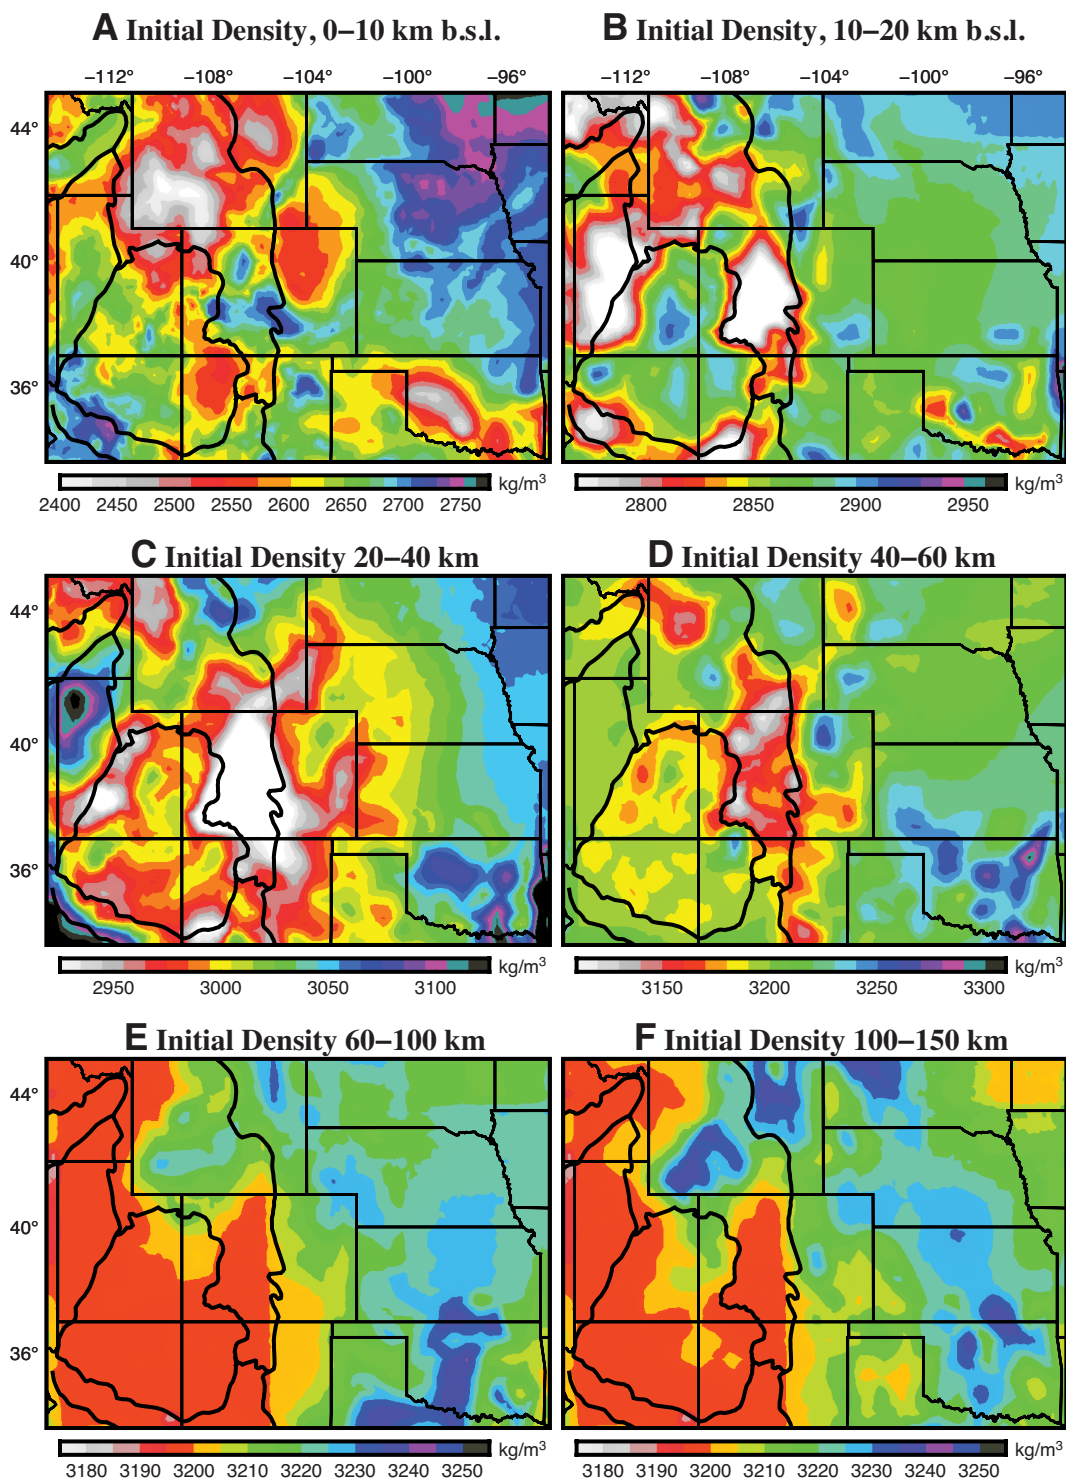 A Initial Density, 0–10 km b.s.l.
B Initial Density, 10–20 km b.s.l.
−112° −108° −104° −100° −96°
−112° −108° −104° −100° −96°
44°
40°
36°
kg/m³
2400 2450 2500 2550 2600 2650 2700 2750
kg/m³
2800 2850 2900 2950
C Initial Density 20–40 km
D Initial Density 40–60 km
44°
40°
36°
kg/m³
2950 3000 3050 3100
kg/m³
3150 3200 3250 3300
E Initial Density 60–100 km
F Initial Density 100–150 km
44°
40°
36°
kg/m³
3180 3190 3200 3210 3220 3230 3240 3250
kg/m³
3180 3190 3200 3210 3220 3230 3240 3250